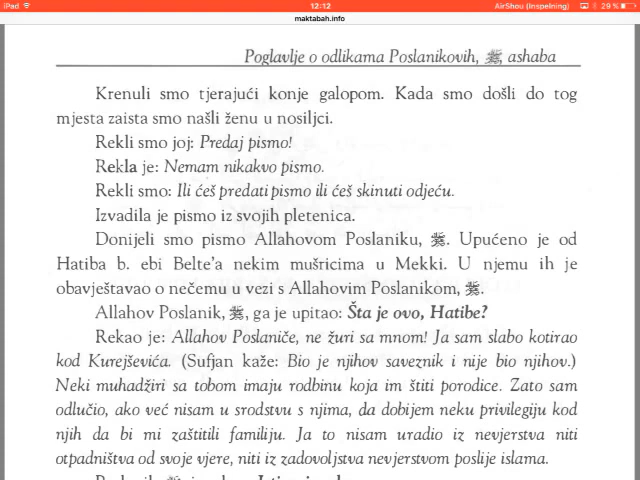 iPad 12:12 AirShou (Inspelning) 29 %
maktabah.info
Poglavlje o odlikama Poslanikovih, ﷺ, ashaba
Krenuli smo tjerajući konje galopom. Kada smo došli do tog
mjesta zaista smo našli ženu u nosiljci.
Rekli smo joj: Predaj pismo!
Rekla je: Nemam nikakvo pismo.
Rekli smo: Ili ćeš predati pismo ili ćeš skinuti odjeću.
Izvadila je pismo iz svojih pletenica.
Donijeli smo pismo Allahovom Poslaniku, ﷺ. Upućeno je od
Hatiba b. ebi Belte'a nekim mušricima u Mekki. U njemu ih je
obavještavao o nečemu u vezi s Allahovim Poslanikom, ﷺ.
Allahov Poslanik, ﷺ, ga je upitao: Šta je ovo, Hatibe?
Rekao je: Allahov Poslaniče, ne žuri sa mnom! Ja sam slabo kotirao
kod Kurejševića. (Sufjan kaže: Bio je njihov saveznik i nije bio njihov.)
Neki muhadžiri sa tobom imaju rodbinu koja im štiti porodice. Zato sam
odlučio, ako već nisam u srodstvu s njima, da dobijem neku privilegiju kod
njih da bi mi zaštitili familiju. Ja to nisam uradio iz nevjerstva niti
otpadništva od svoje vjere, niti iz zadovoljstva nevjerstvom poslije islama.